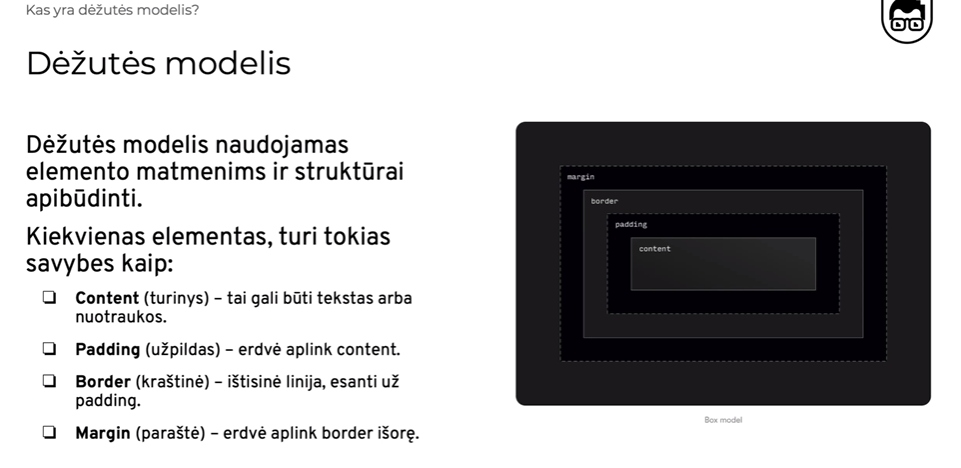 Kas yra dėžutės modelis?
Dėžutės modelis
Dėžutės modelis naudojamas
elemento matmenims ir struktūrai
apibūdinti.
Kiekvienas elementas, turi tokias
savybes kaip:
Content (turinys) – tai gali būti tekstas arba
nuotraukos.
Padding (užpildas) – erdvė aplink content.
Border (kraštinė) – ištisinė linija, esanti už
padding.
Margin (paraštė) – erdvė aplink border išorę.
margin
border
padding
content
Box model